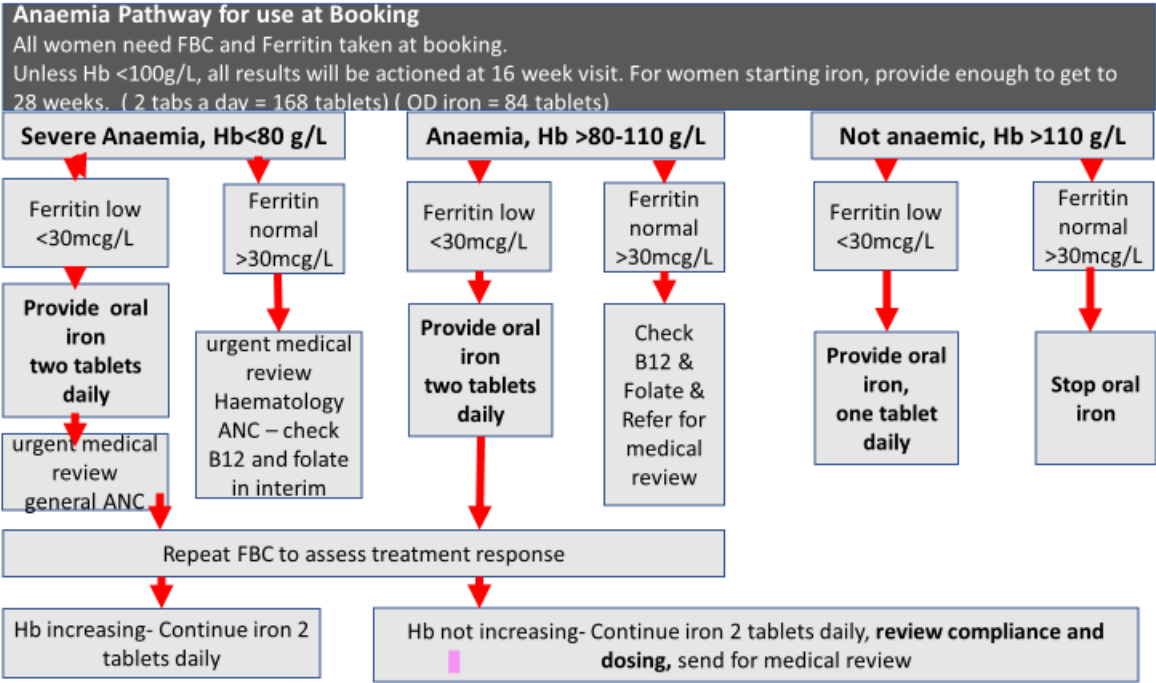 Anaemia Pathway for use at Booking
All women need FBC and Ferritin taken at booking.
Unless Hb <100g/L, all results will be actioned at 16 week visit. For women starting iron, provide enough to get to
28 weeks.  ( 2 tabs a day = 168 tablets) ( OD iron = 84 tablets)
Severe Anaemia, Hb<80 g/L
Anaemia, Hb >80-110 g/L
Not anaemic, Hb >110 g/L
Ferritin low
<30mcg/L
Ferritin
normal
>30mcg/L
Ferritin low
<30mcg/L
Ferritin
normal
>30mcg/L
Ferritin low
<30mcg/L
Ferritin
normal
>30mcg/L
Provide  oral
iron
two tablets
daily
urgent medical
review
general ANC
urgent medical
review
Haematology
ANC – check
B12 and folate
in interim
Provide oral
iron
two tablets
daily
Check
B12 &
Folate &
Refer for
medical
review
Provide oral
iron,
one tablet
daily
Stop oral
iron
Repeat FBC to assess treatment response
Hb increasing- Continue iron 2
tablets daily
Hb not increasing- Continue iron 2 tablets daily, review compliance and
dosing, send for medical review